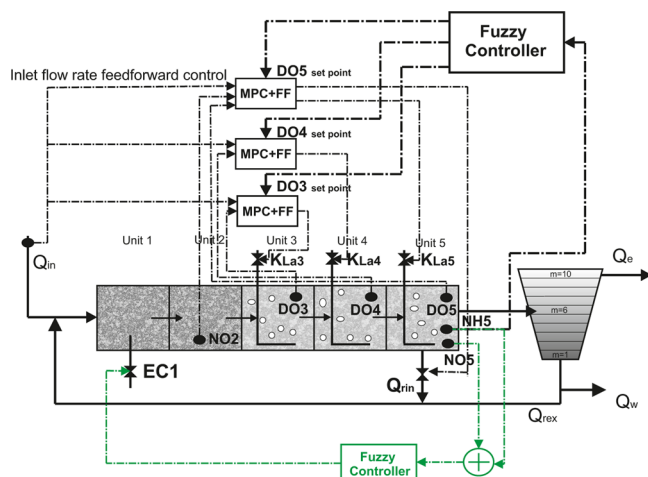 Fuzzy
Controller
Inlet flow rate feedforward control
DO5 set point
MPC+FF
DO4 set point
MPC+FF
DO3 set point
MPC+FF
Unit 1
Unit 2
Unit 3
Unit 4
Unit 5
Qin
KLa3
KLa4
KLa5
m=10
Qe
DO3
DO4
DO5
m=6
NH5
NO2
NO5
m=1
EC1
Qrin
Qrex
Qw
Fuzzy
Controller